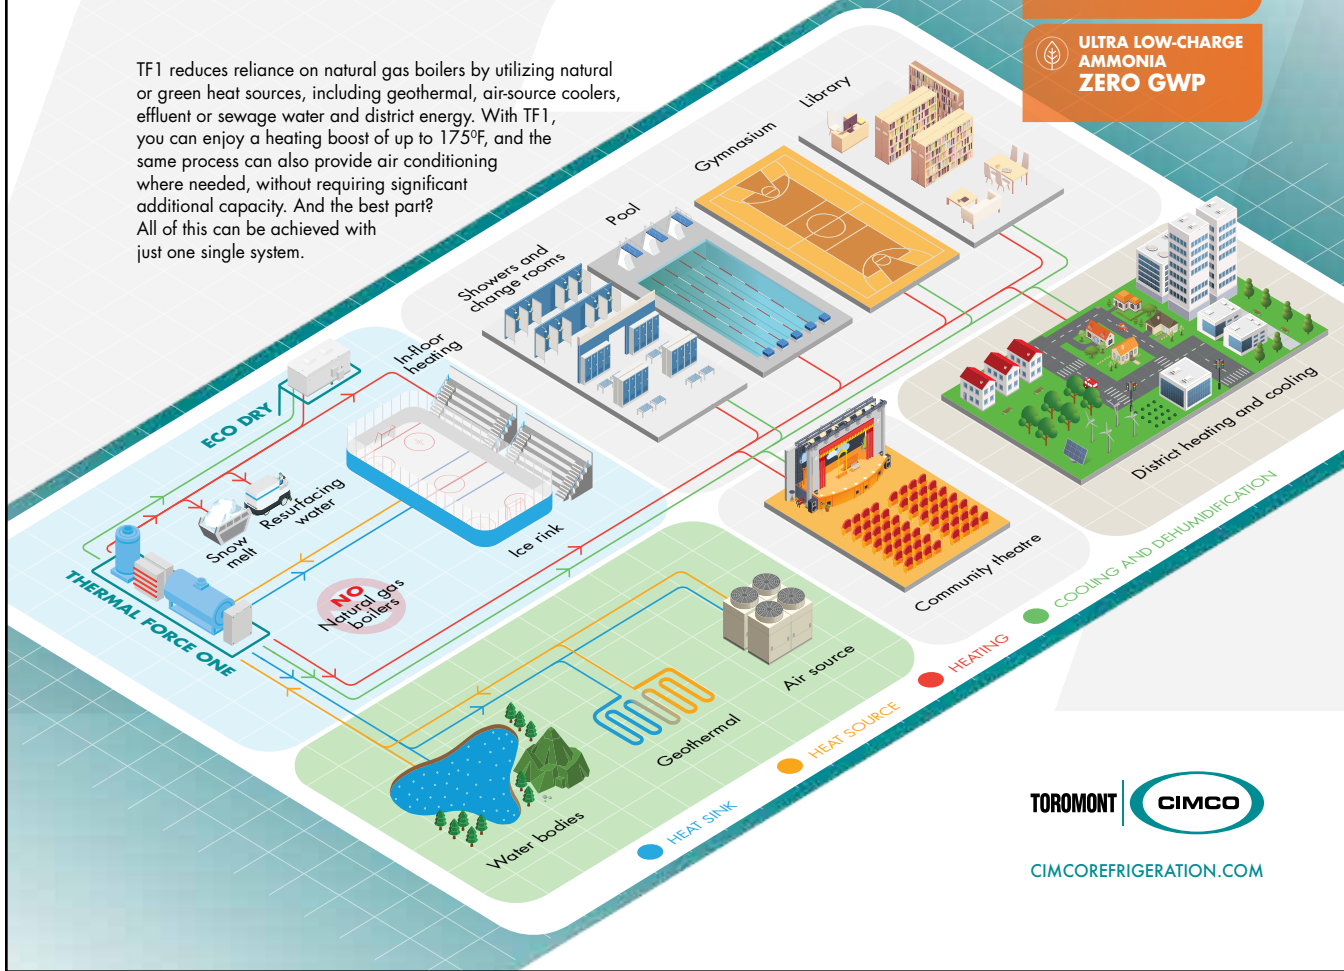 TF1 reduces reliance on natural gas boilers by utilizing natural
or green heat sources, including geothermal, air-source coolers,
effluent or sewage water and district energy. With TF1,
you can enjoy a heating boost of up to 175⁰F, and the
same process can also provide air conditioning
where needed, without requiring significant
additional capacity. And the best part?
All of this can be achieved with
just one single system.
ULTRA LOW-CHARGE
AMMONIA
ZERO GWP
Library
Gymnasium
Pool
Showers and
change rooms
In-floor
heating
ECO DRY
Resurfacing
water
Snow
melt
Ice rink
THERMAL FORCE ONE
NO
Natural gas
boilers
District heating and cooling
Community theatre
Air source
Geothermal
Water bodies
HEAT SINK
HEAT SOURCE
HEATING
COOLING AND DEHUMIDIFICATION
TOROMONT
CIMCO
CIMCOREFRIGERATION.COM